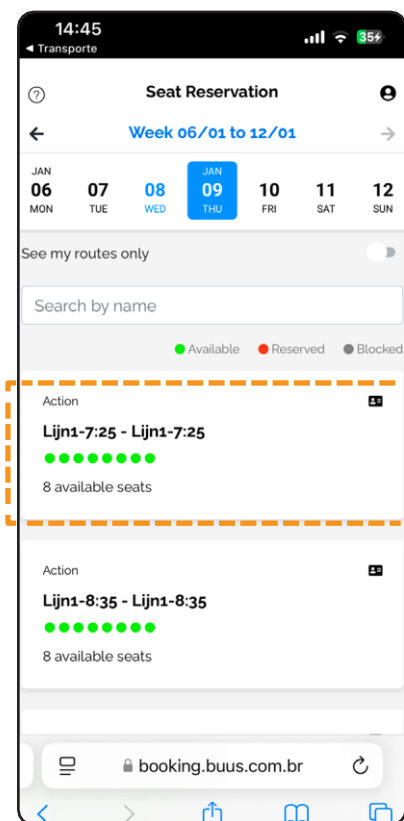 14:45
◄ Transporte
35
Seat Reservation
Week 06/01 to 12/01
JAN JAN
06 07 08 09 10 11 12
MON TUE WED THU FRI SAT SUN
See my routes only
Search by name
Available Reserved Blocked
Action
Lijn1-7:25 - Lijn1-7:25
8 available seats
Action
Lijn1-8:35 - Lijn1-8:35
8 available seats
booking.buus.com.br